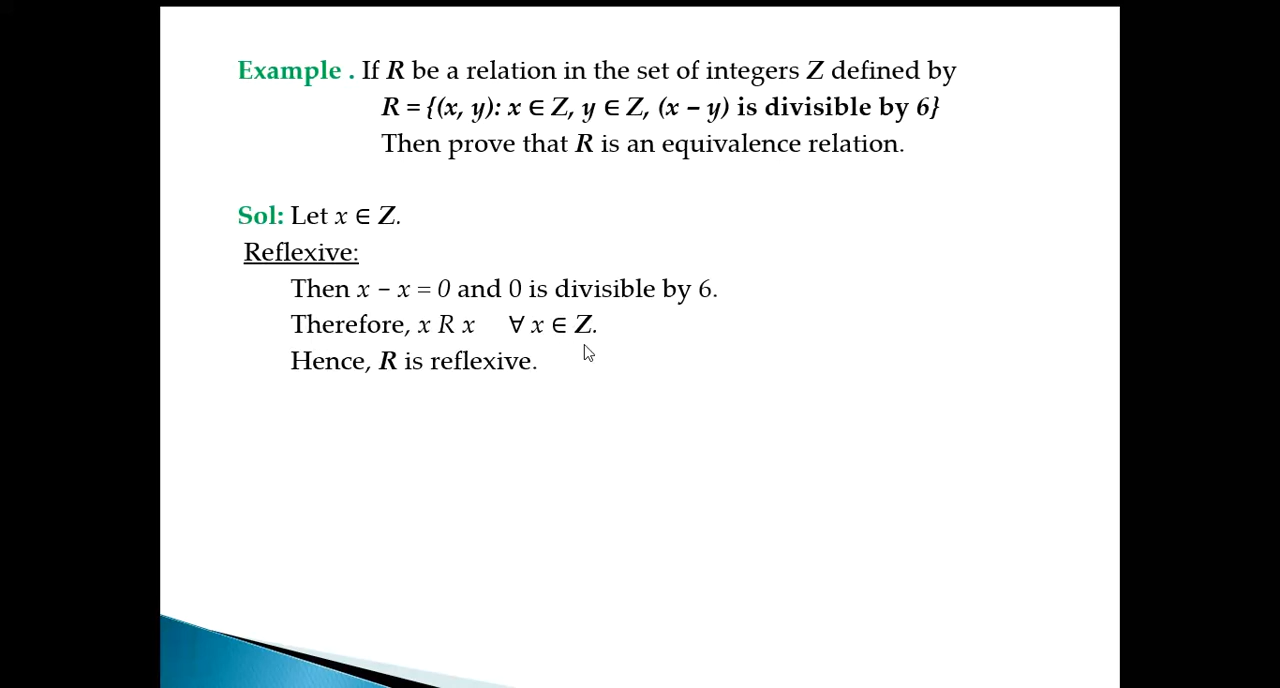 Example . If R be a relation in the set of integers Z defined by
R = {(x, y): x ∈ Z, y ∈ Z, (x − y) is divisible by 6}
Then prove that R is an equivalence relation.
Sol: Let x ∈ Z.
Reflexive:
Then x − x = 0 and 0 is divisible by 6.
Therefore, x R x ∀ x ∈ Z.
Hence, R is reflexive.